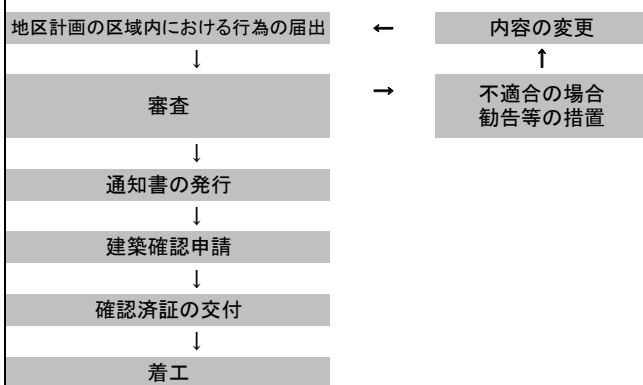 地区計画の区域内における行為の届出 ← 内容の変更
↓ ↑
審査 → 不適合の場合
勧告等の措置
↓
通知書の発行
↓
建築確認申請
↓
確認済証の交付
↓
着工